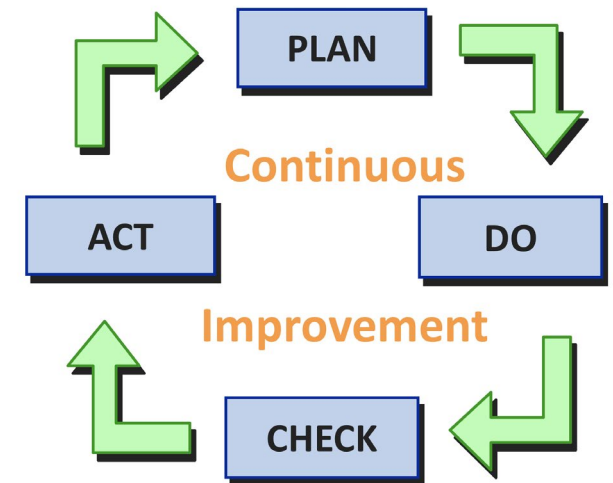 PLAN
Continuous
ACT
DO
Improvement
CHECK